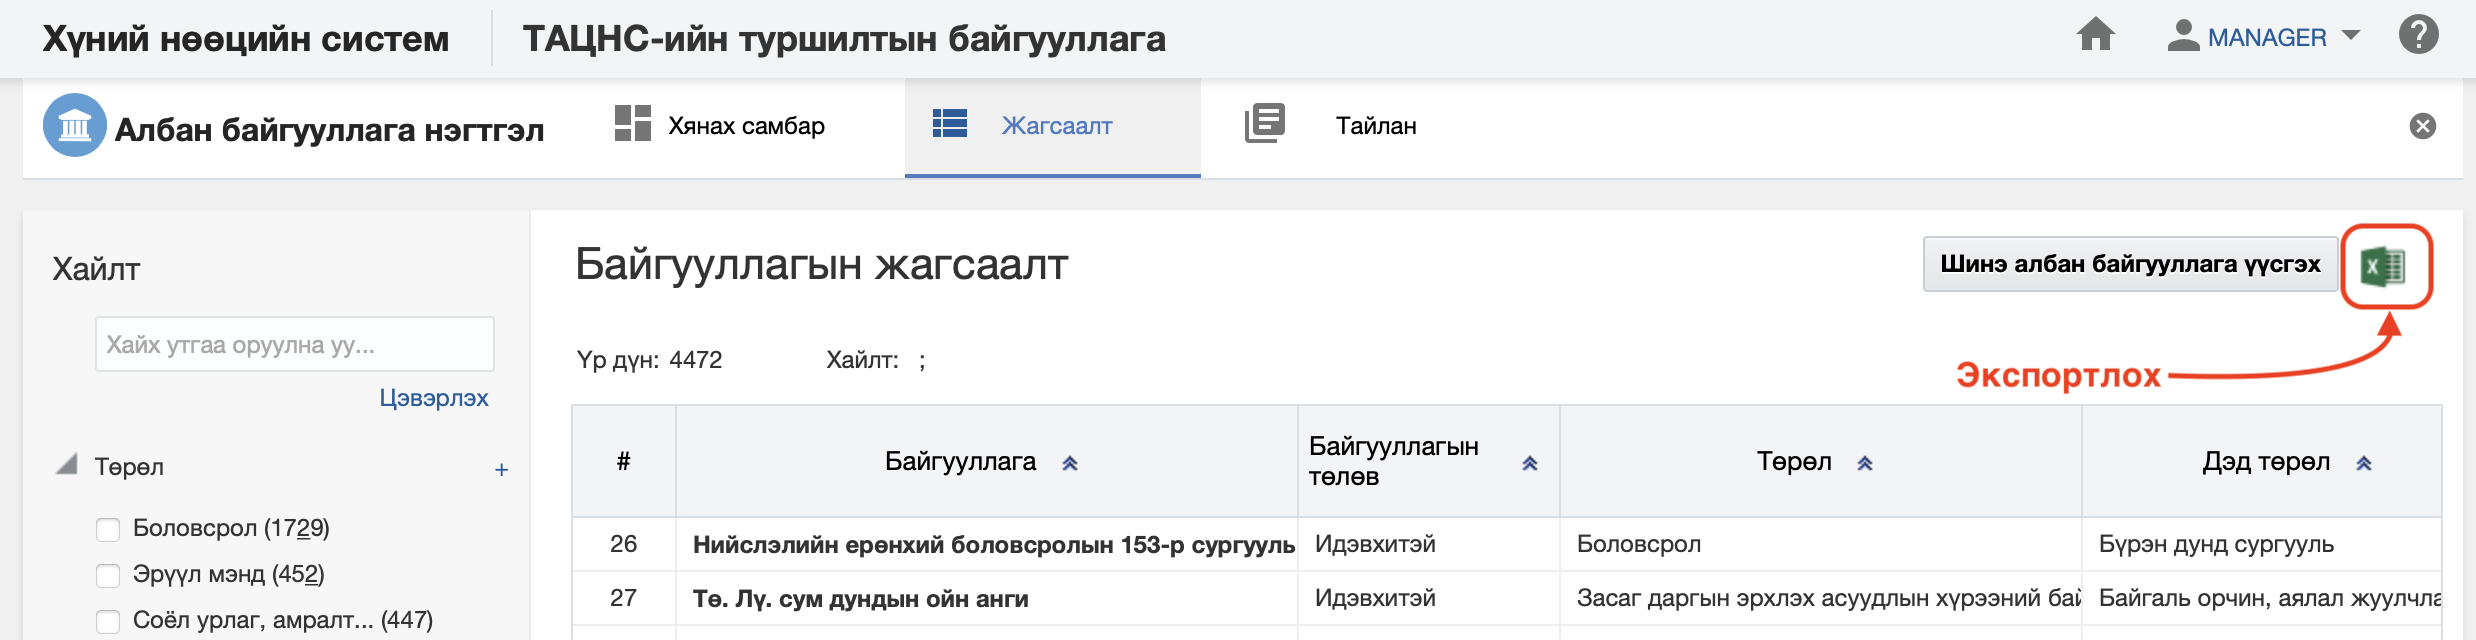 Хүний нөөцийн систем
ТАЦНС-ийн туршилтын байгууллага
MANAGER
?
Албан байгууллага нэгтгэл
Хянах самбар
Жагсаалт
Тайлан
Хайлт
Хайх утгаа оруулна уу...
Цэвэрлэх
Төрөл +
Боловсрол (1729)
Эрүүл мэнд (452)
Соёл урлаг, амралт... (447)
Байгууллагын жагсаалт
Шинэ албан байгууллага үүсгэх
X
Экспортлох
Үр дүн: 4472 Хайлт: ;
# Байгууллага Байгууллагын төлөв Төрөл Дэд төрөл
26 Нийслэлийн ерөнхий боловсролын 153-р сургууль Идэвхитэй Боловсрол Бүрэн дунд сургууль
27 Тө. Лү. сум дундын ойн анги Идэвхитэй Засаг даргын эрхлэх асуудлын хүрээний бай Байгаль орчин, аялал жуулчла